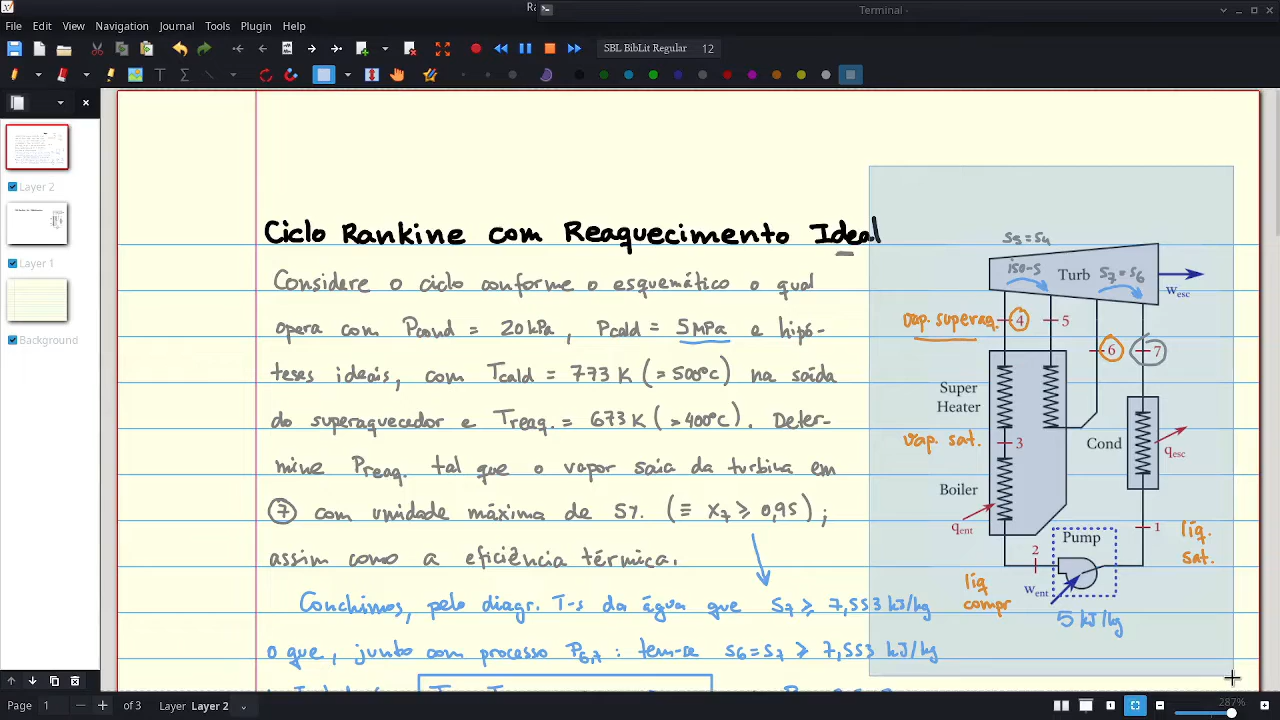 Ra
Terminal -
File Edit View Navigation Journal Tools Plugin Help
SBL BibLit Regular 12
Layer 2
Layer 1
Background
Ciclo Rankine com Reaquecimento Ideal
Considere o ciclo conforme o esquemático o qual
opera com Pcond = 20 kPa, Pcald = 5 MPa e hipó-
teses ideais, com Tcald = 773 K (≈ 500°C) na saída
do superaquecedor e Treaq. = 673 K (≈ 400°C). Deter-
mine Preaq. tal que o vapor saia da turbina em
⑦ com umidade máxima de 5%. (≡ x7 ⩾ 0,95);
assim como a eficiência térmica.
Concluimos, pelo diagr. T-s da água que s7 ⩾ 7,553 kJ/kg
o que, junto com processo P6,7 : tem-se s6 = s7 ⩾ 7,553 kJ/kg
s5 = s4
iso-s
Turb
s7 = s6
wesc
vap. superaq. 4
5
6
7
Super
Heater
vap. sat.
3
Cond
qesc
Boiler
qent
1
líq.
sat.
Pump
2
líq
compr
went
5 kJ/kg
Page 1 of 3 Layer Layer 2
287%